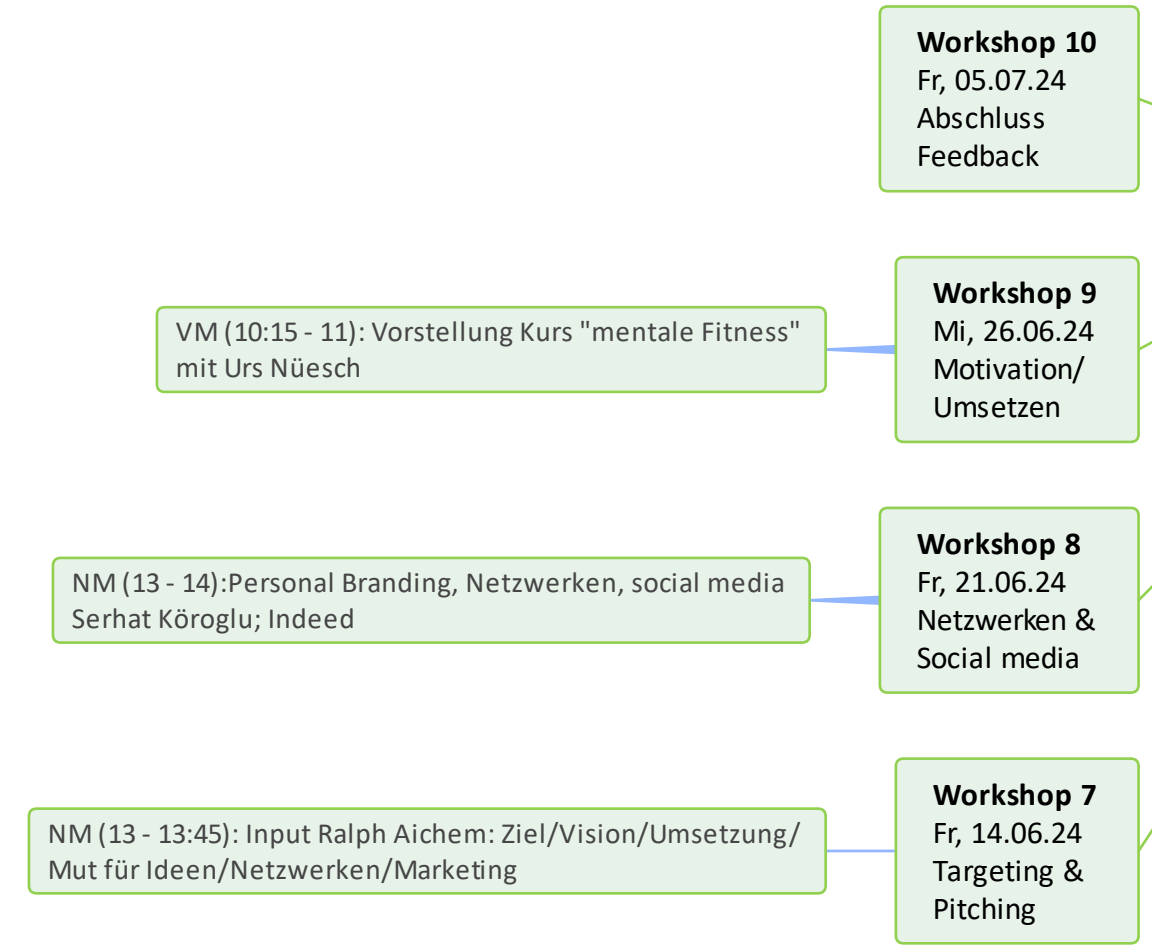 Workshop 10
Fr, 05.07.24
Abschluss
Feedback
VM (10:15 - 11): Vorstellung Kurs "mentale Fitness"
mit Urs Nüesch
Workshop 9
Mi, 26.06.24
Motivation/
Umsetzen
NM (13 - 14):Personal Branding, Netzwerken, social media
Serhat Köroglu; Indeed
Workshop 8
Fr, 21.06.24
Netzwerken &
Social media
NM (13 - 13:45): Input Ralph Aichem: Ziel/Vision/Umsetzung/
Mut für Ideen/Netzwerken/Marketing
Workshop 7
Fr, 14.06.24
Targeting &
Pitching